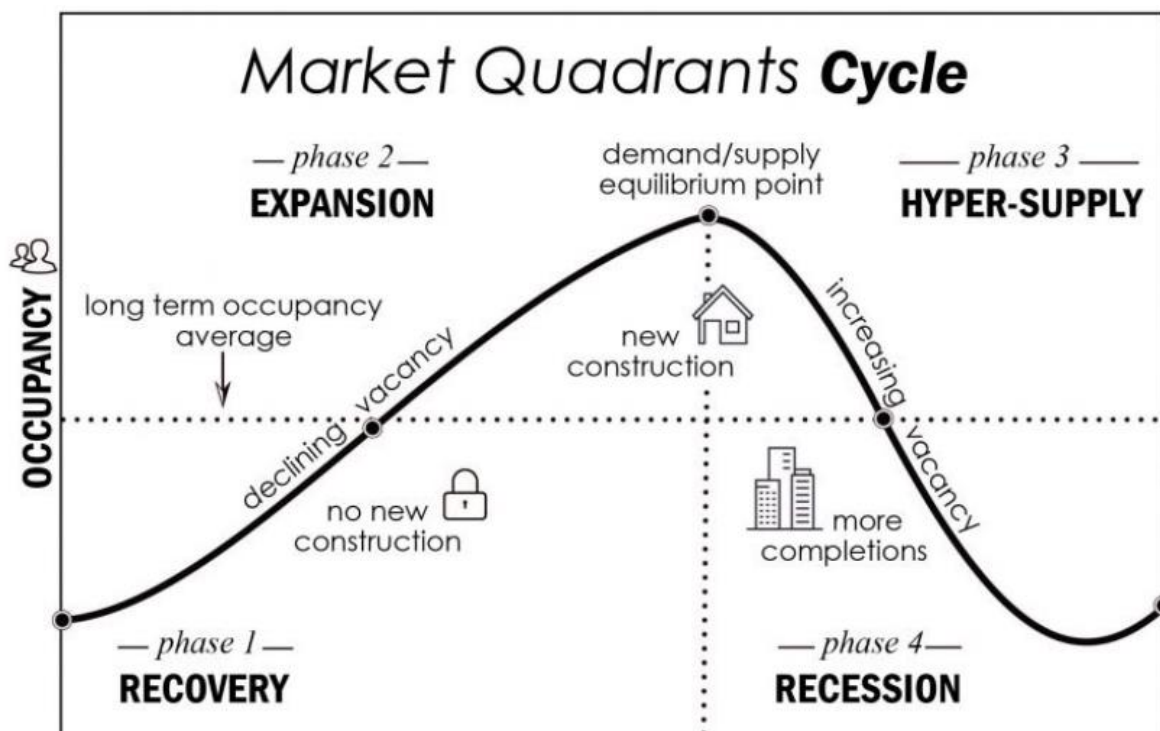 Market Quadrants Cycle
phase 2
EXPANSION
demand/supply
equilibrium point
phase 3
HYPER-SUPPLY
OCCUPANCY
long term occupancy
average
declining vacancy
new
construction
increasing vacancy
no new
construction
more
completions
phase 1
RECOVERY
phase 4
RECESSION